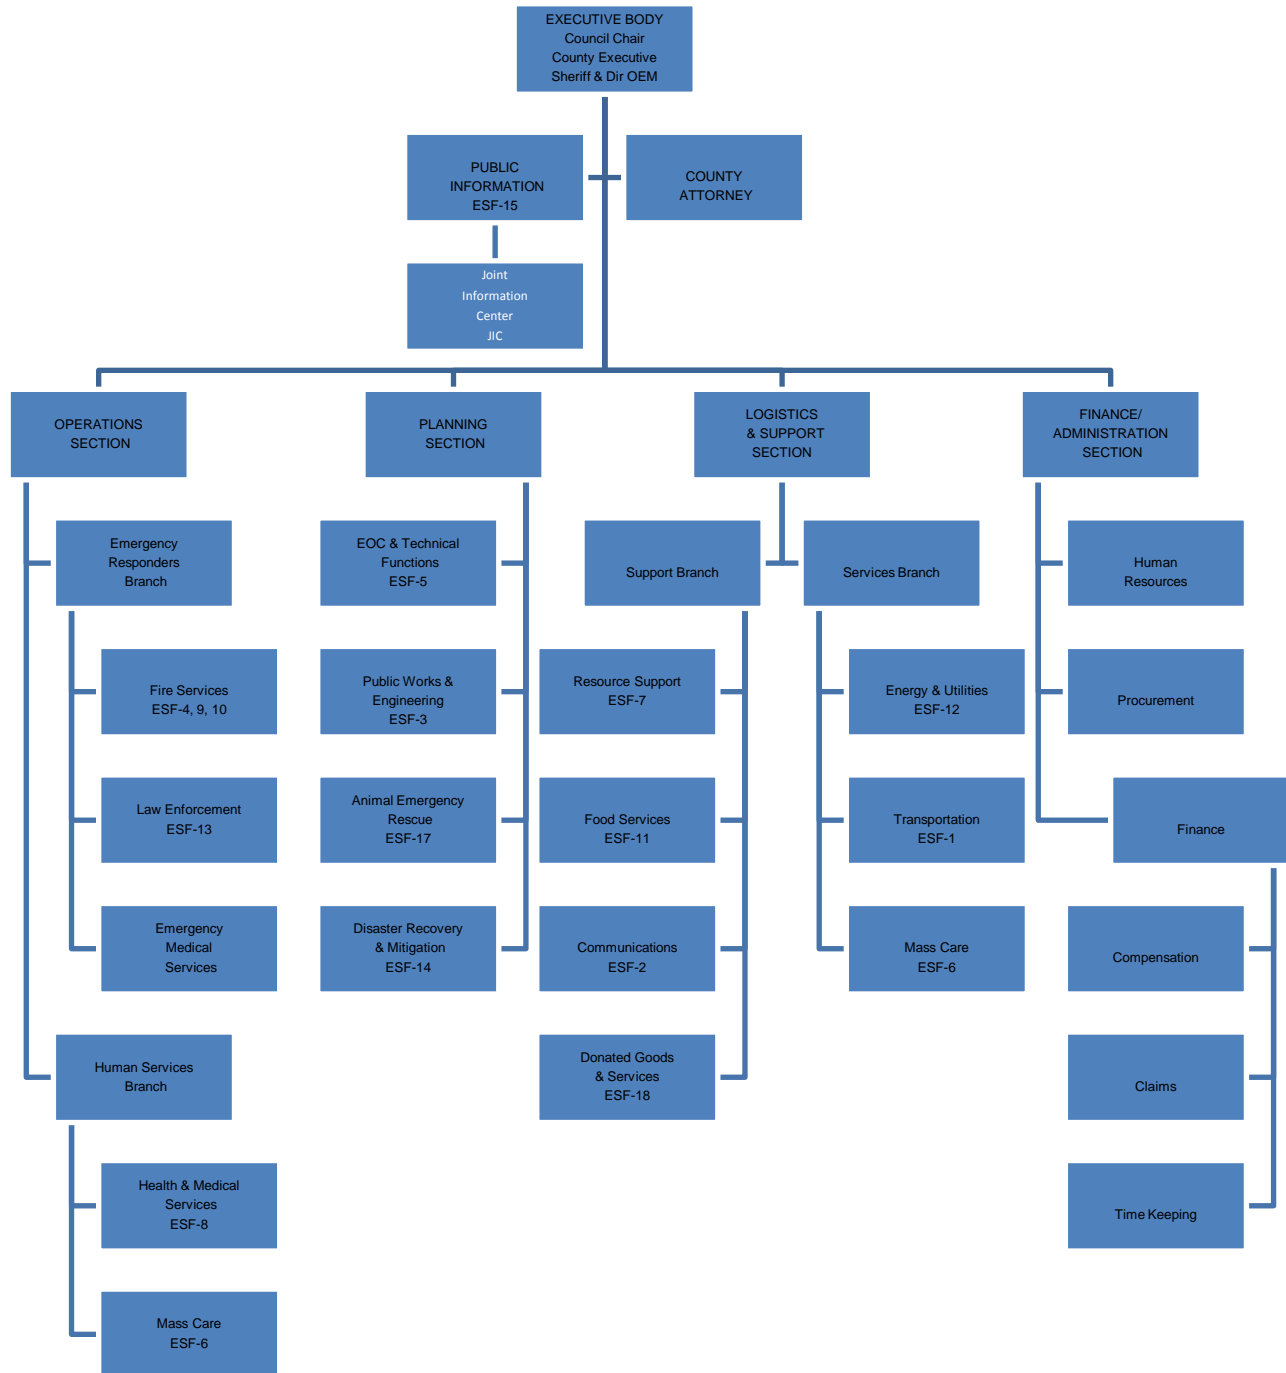 EXECUTIVE BODY
Council Chair
County Executive
Sheriff & Dir OEM
PUBLIC
INFORMATION
ESF-15
COUNTY
ATTORNEY
Joint
Information
Center
JIC
OPERATIONS
SECTION
PLANNING
SECTION
LOGISTICS
& SUPPORT
SECTION
FINANCE/
ADMINISTRATION
SECTION
Emergency
Responders
Branch
EOC & Technical
Functions
ESF-5
Support Branch
Services Branch
Human
Resources
Fire Services
ESF-4, 9, 10
Public Works &
Engineering
ESF-3
Resource Support
ESF-7
Energy & Utilities
ESF-12
Procurement
Law Enforcement
ESF-13
Animal Emergency
Rescue
ESF-17
Food Services
ESF-11
Transportation
ESF-1
Finance
Emergency
Medical
Services
Disaster Recovery
& Mitigation
ESF-14
Communications
ESF-2
Mass Care
ESF-6
Compensation
Human Services
Branch
Donated Goods
& Services
ESF-18
Claims
Health & Medical
Services
ESF-8
Time Keeping
Mass Care
ESF-6